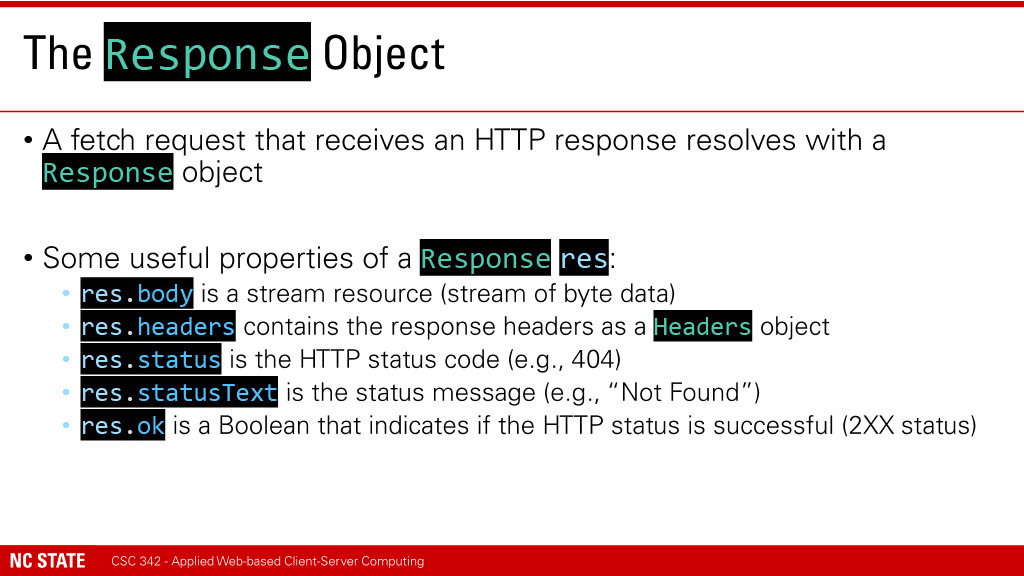 The Response Object
• A fetch request that receives an HTTP response resolves with a
Response object
• Some useful properties of a Response res:
• res.body is a stream resource (stream of byte data)
• res.headers contains the response headers as a Headers object
• res.status is the HTTP status code (e.g., 404)
• res.statusText is the status message (e.g., “Not Found”)
• res.ok is a Boolean that indicates if the HTTP status is successful (2XX status)
NC STATE CSC 342 - Applied Web-based Client-Server Computing